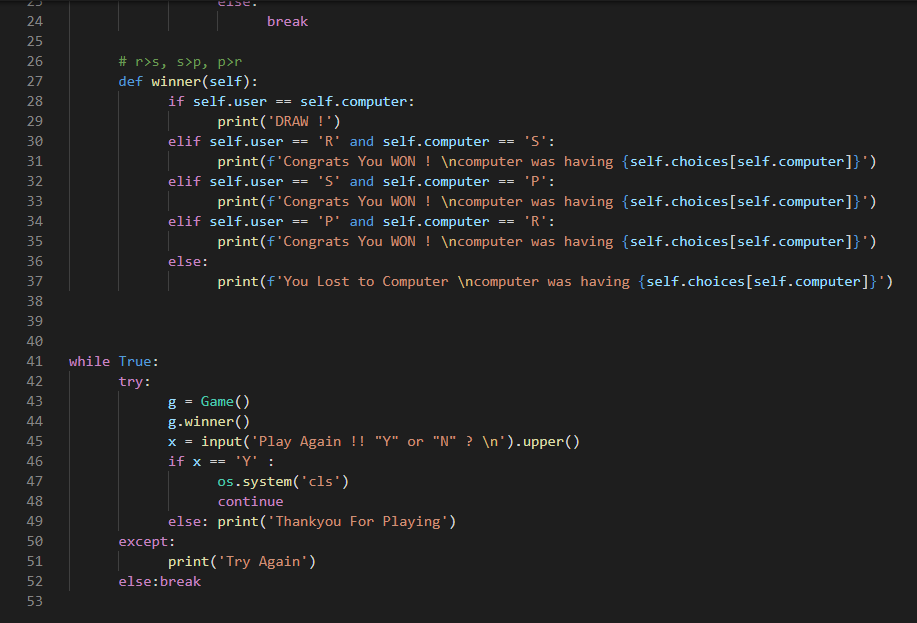 23 else:
24 break
25
26 # r>s, s>p, p>r
27 def winner(self):
28 if self.user == self.computer:
29 print('DRAW !')
30 elif self.user == 'R' and self.computer == 'S':
31 print(f'Congrats You WON ! \ncomputer was having {self.choices[self.computer]}')
32 elif self.user == 'S' and self.computer == 'P':
33 print(f'Congrats You WON ! \ncomputer was having {self.choices[self.computer]}')
34 elif self.user == 'P' and self.computer == 'R':
35 print(f'Congrats You WON ! \ncomputer was having {self.choices[self.computer]}')
36 else:
37 print(f'You Lost to Computer \ncomputer was having {self.choices[self.computer]}')
38
39
40
41 while True:
42 try:
43 g = Game()
44 g.winner()
45 x = input('Play Again !! "Y" or "N" ? \n').upper()
46 if x == 'Y' :
47 os.system('cls')
48 continue
49 else: print('Thankyou For Playing')
50 except:
51 print('Try Again')
52 else:break
53